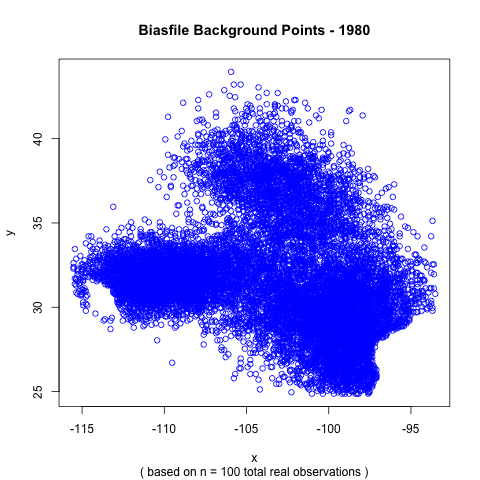 Biasfile Background Points - 1980
40
35
30
25
y
-115 -110 -105 -100 -95
x
( based on n = 100 total real observations )